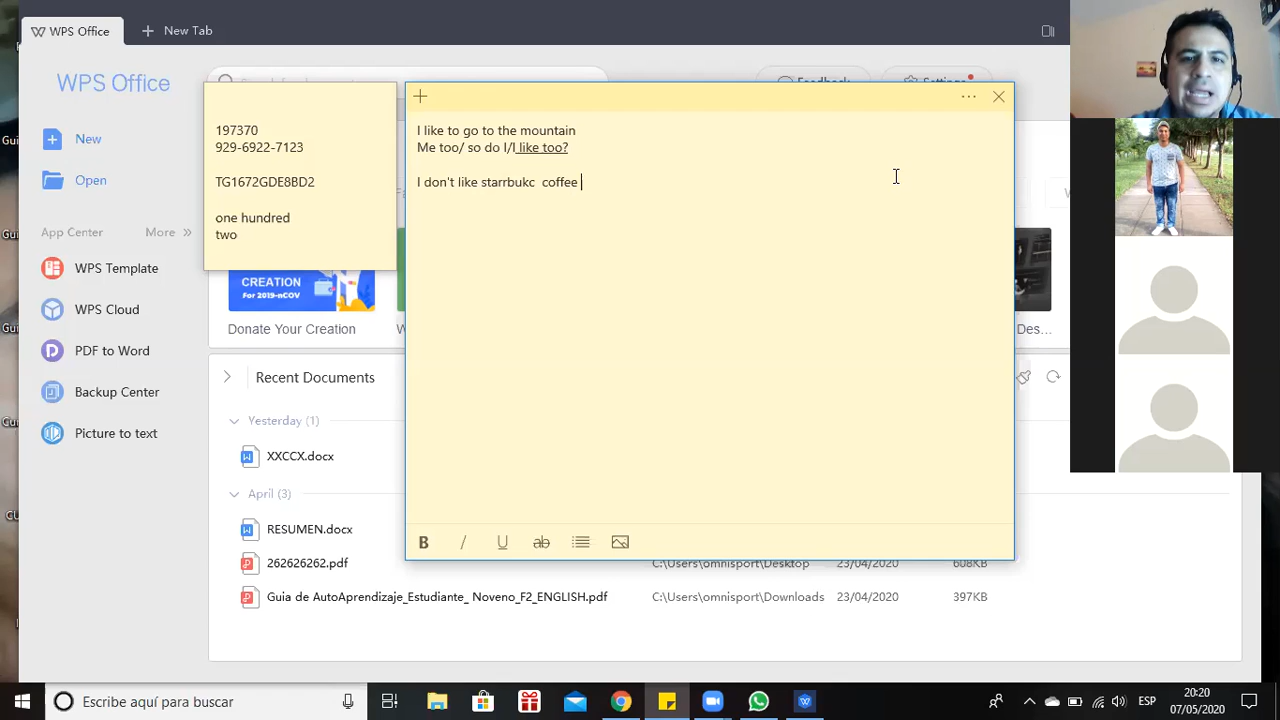 WPS Office
New Tab
WPS Office
Feedback
Settings
New
Open
App Center
More
WPS Template
WPS Cloud
PDF to Word
Backup Center
Picture to text
197370
929-6922-7123
TG1672GDE8BD2
one hundred
two
I like to go to the mountain
Me too/ so do I/I like too?
I don't like starrbukc  coffee
B / U ab
CREATION
For 2019-nCOV
Donate Your Creation
Des...
Recent Documents
Yesterday (1)
XXCCX.docx
April (3)
RESUMEN.docx
262626262.pdf C:\Users\omnisport\Desktop 23/04/2020 608KB
Guia de AutoAprendizaje_Estudiante_ Noveno_F2_ENGLISH.pdf C:\Users\omnisport\Downloads 23/04/2020 397KB
Escribe aquí para buscar
ESP
20:20
07/05/2020